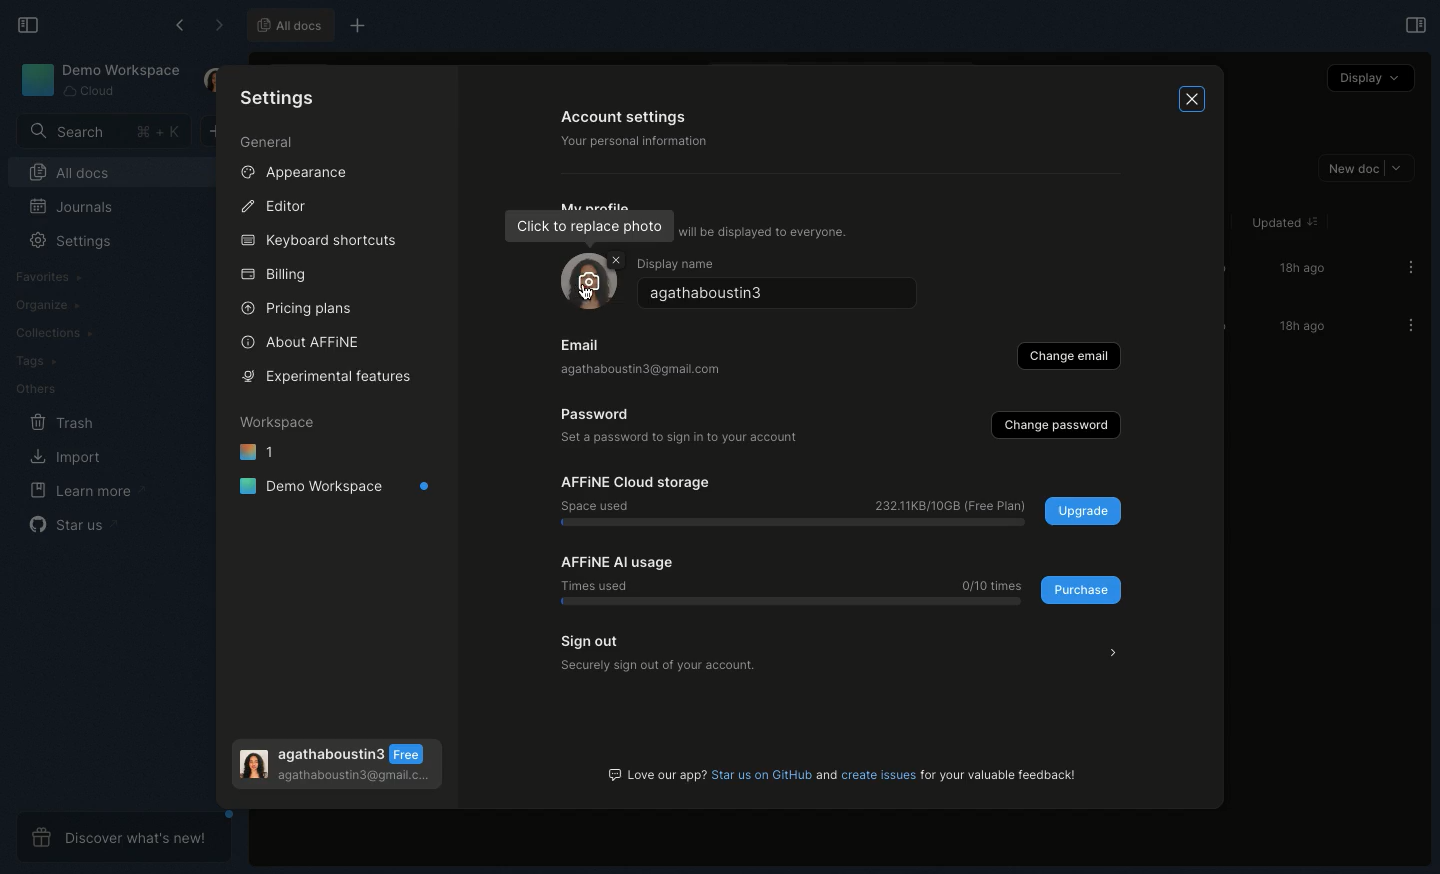 All docs
Demo Workspace
Cloud
Search
⌘ + K
All docs
Journals
Settings
Favorites
Organize
Collections
Tags
Others
Trash
Import
Learn more
Star us
Discover what's new!
Settings
General
Appearance
Editor
Keyboard shortcuts
Billing
Pricing plans
About AFFiNE
Experimental features
Workspace
1
Demo Workspace
agathaboustin3 Free
agathaboustin3@gmail.c...
Account settings
Your personal information
My profile
Click to replace photo
will be displayed to everyone.
Display name
agathaboustin3
Email
agathaboustin3@gmail.com
Change email
Password
Set a password to sign in to your account
Change password
AFFiNE Cloud storage
Space used
232.11KB/10GB (Free Plan)
Upgrade
AFFiNE AI usage
Times used
0/10 times
Purchase
Sign out
Securely sign out of your account.
Love our app? Star us on GitHub and create issues for your valuable feedback!
Display
New doc
Updated
18h ago
18h ago